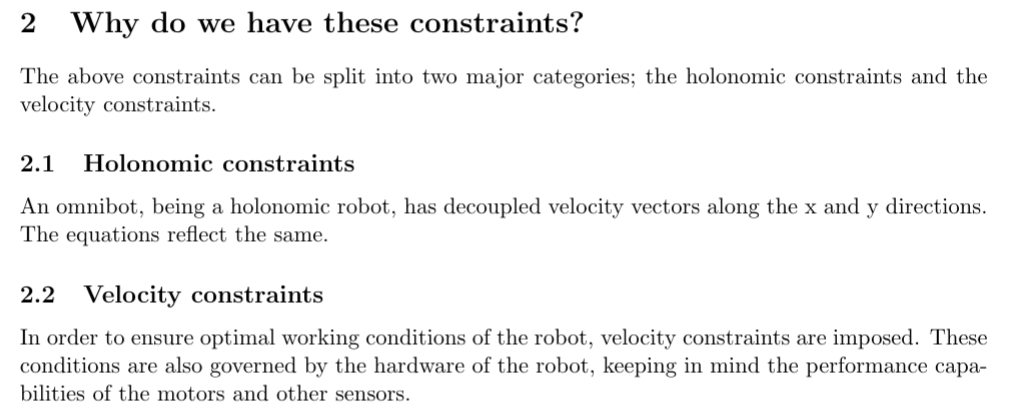 2 Why do we have these constraints?
The above constraints can be split into two major categories; the holonomic constraints and the
velocity constraints.
2.1 Holonomic constraints
An omnibot, being a holonomic robot, has decoupled velocity vectors along the x and y directions.
The equations reflect the same.
2.2 Velocity constraints
In order to ensure optimal working conditions of the robot, velocity constraints are imposed. These
conditions are also governed by the hardware of the robot, keeping in mind the performance capa-
bilities of the motors and other sensors.